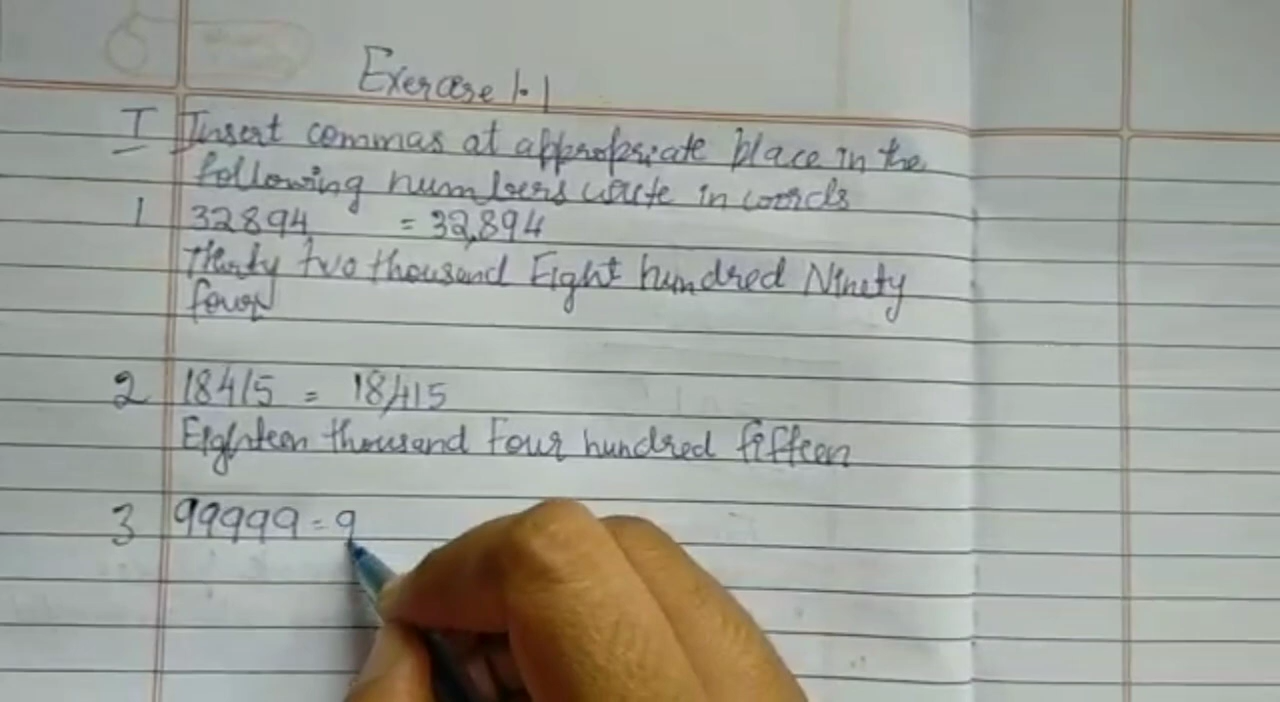 Exercise 1.1
I Insert commas at appropriate place in the
following numbers write in words
1 32894 = 32,894
Thirty two thousand Eight hundred Ninety
four
2 18415 = 18,415
Eighteen thousand Four hundred fifteen
3 99999 = 9